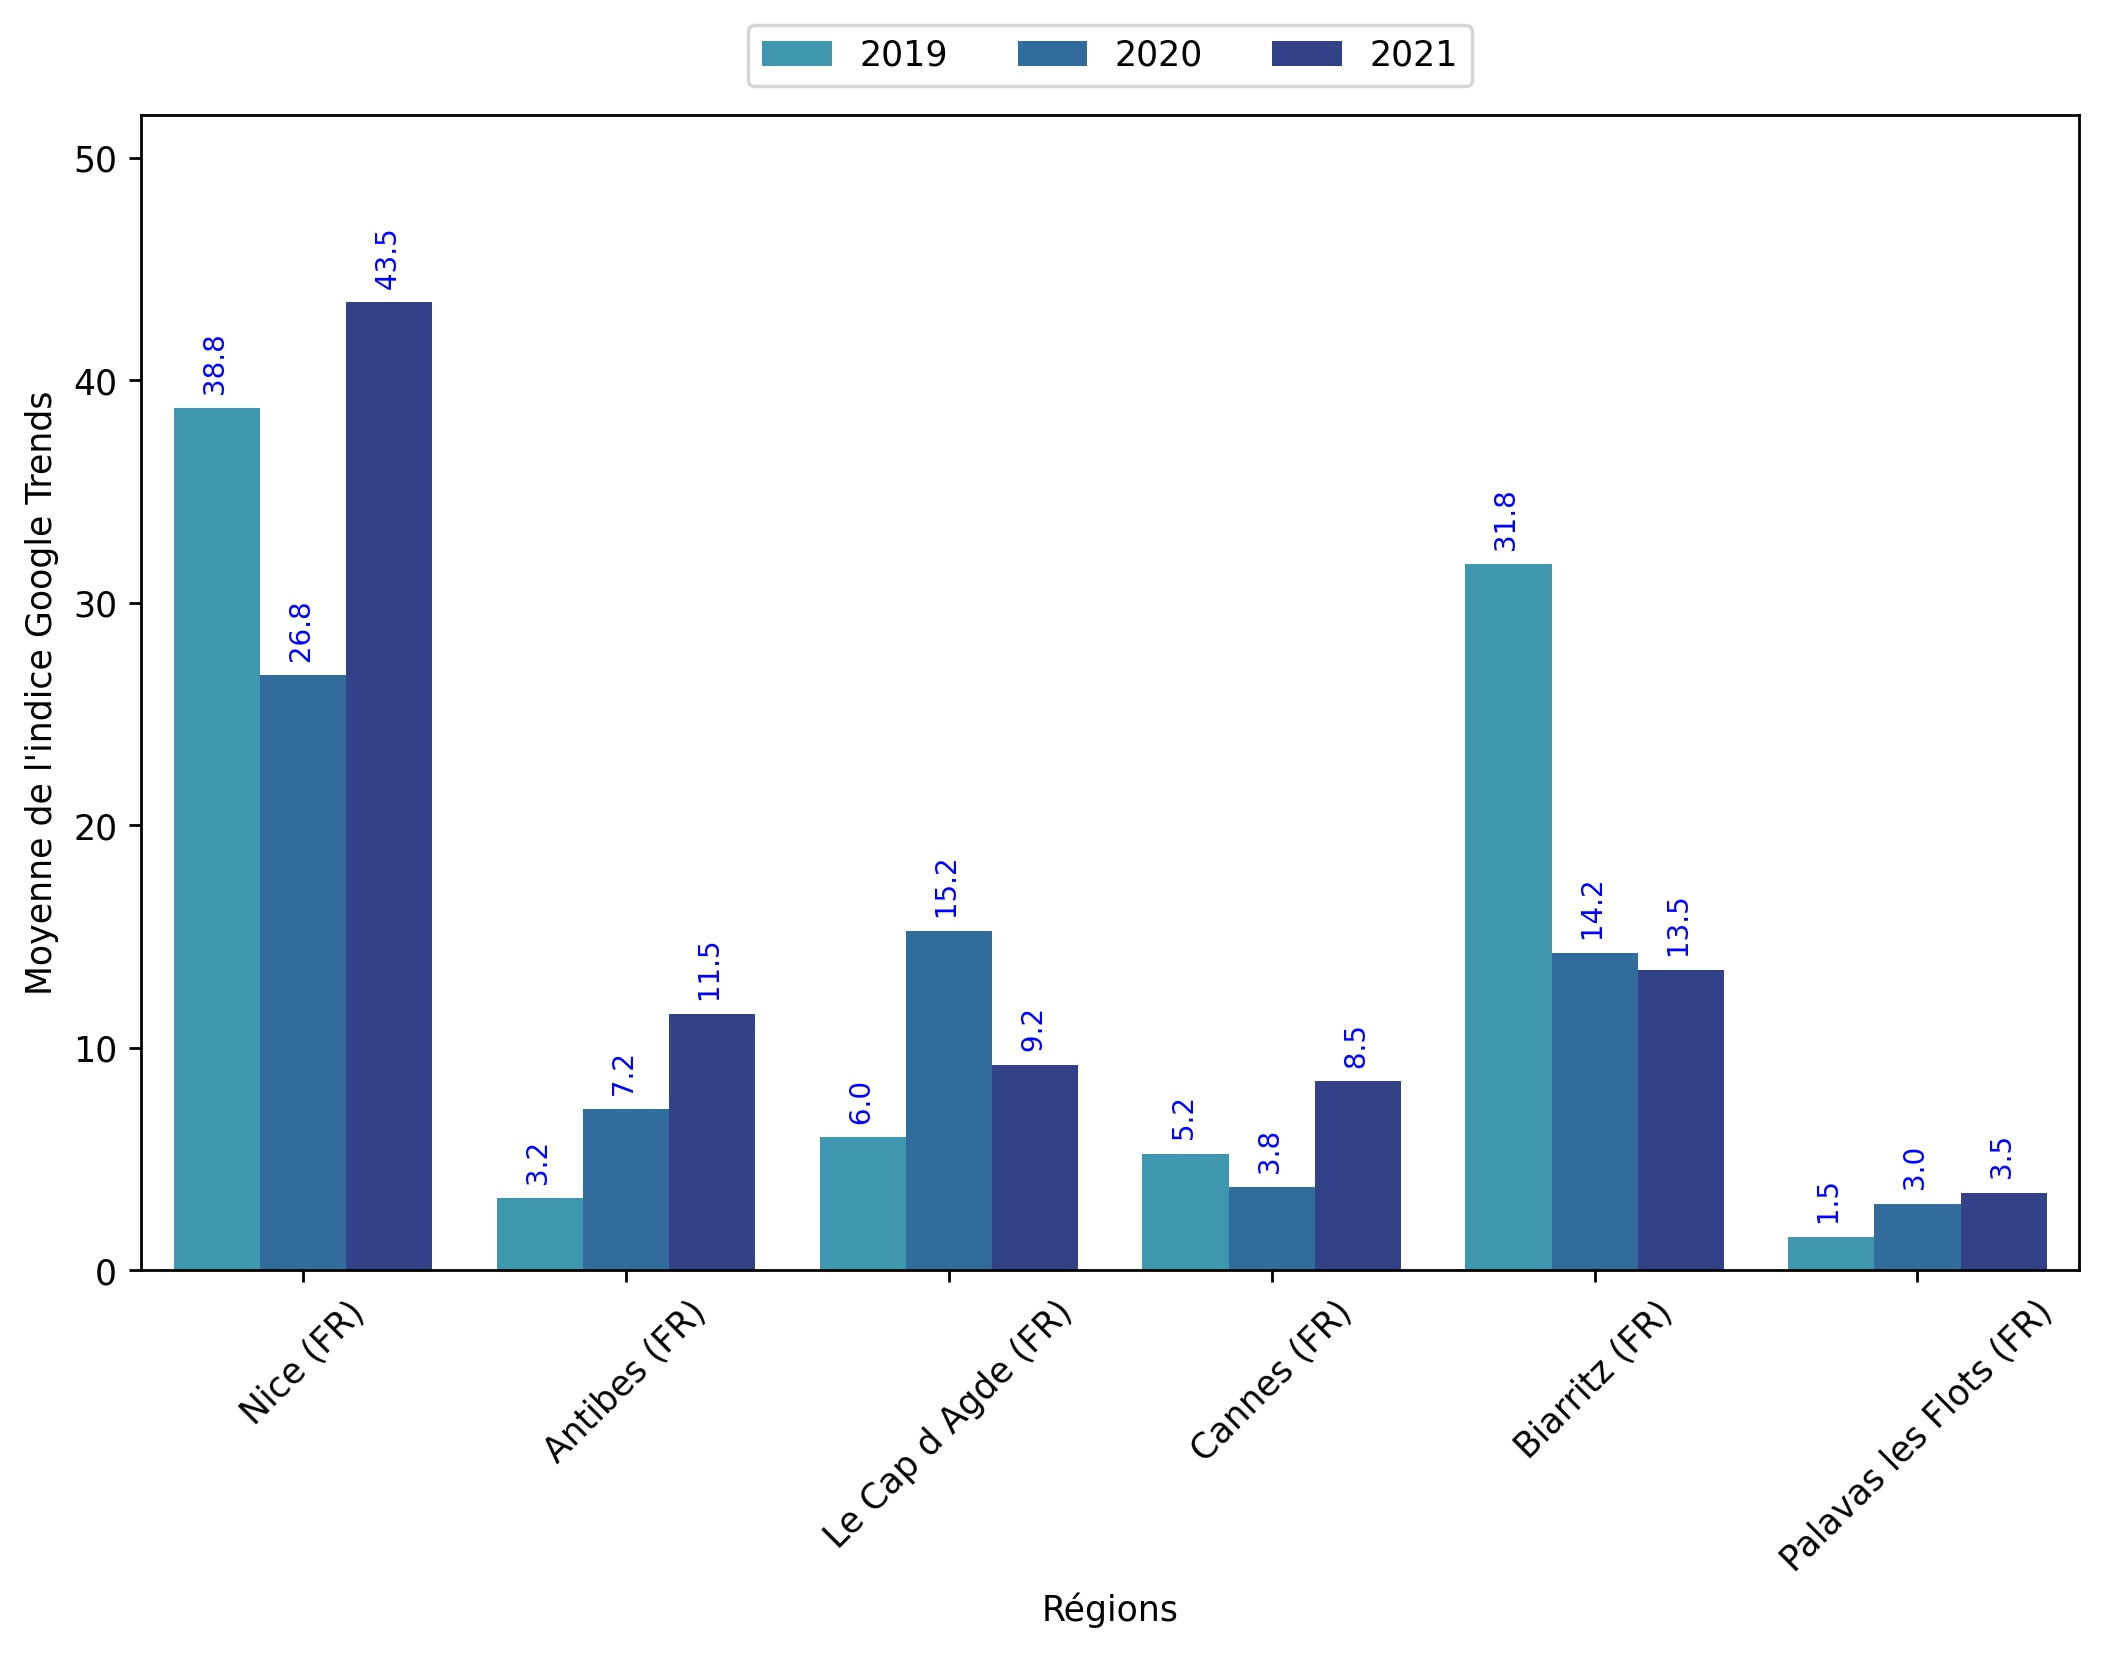 2019 2020 2021
Moyenne de l'indice Google Trends
50
40
30
20
10
0
38.8
26.8
43.5
3.2
7.2
11.5
6.0
15.2
9.2
5.2
3.8
8.5
31.8
14.2
13.5
1.5
3.0
3.5
Nice (FR)
Antibes (FR)
Le Cap d Agde (FR)
Cannes (FR)
Biarritz (FR)
Palavas les Flots (FR)
Régions